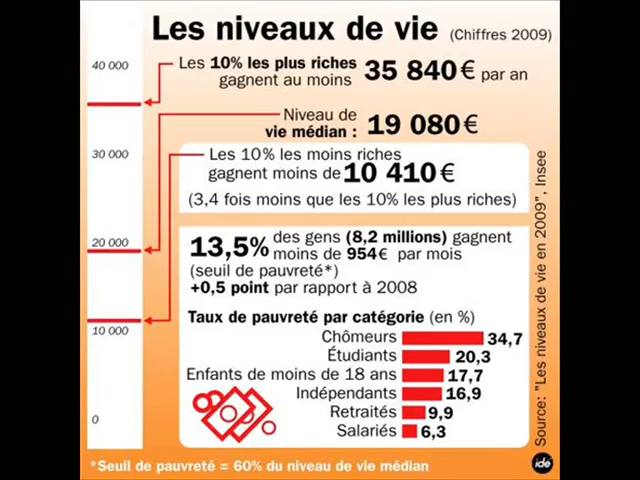 Les niveaux de vie (Chiffres 2009)
40 000
Les 10% les plus riches
gagnent au moins 35 840 € par an
Niveau de
vie médian : 19 080 €
30 000
Les 10% les moins riches
gagnent moins de 10 410 €
(3,4 fois moins que les 10% les plus riches)
20 000
13,5% des gens (8,2 millions) gagnent
moins de 954€ par mois
(seuil de pauvreté*)
+0,5 point par rapport à 2008
10 000
Taux de pauvreté par catégorie (en %)
Chômeurs 34,7
Étudiants 20,3
Enfants de moins de 18 ans 17,7
Indépendants 16,9
Retraités 9,9
Salariés 6,3
0
*Seuil de pauvreté = 60% du niveau de vie médian
Source: "Les niveaux de vie en 2009", Insee
idé